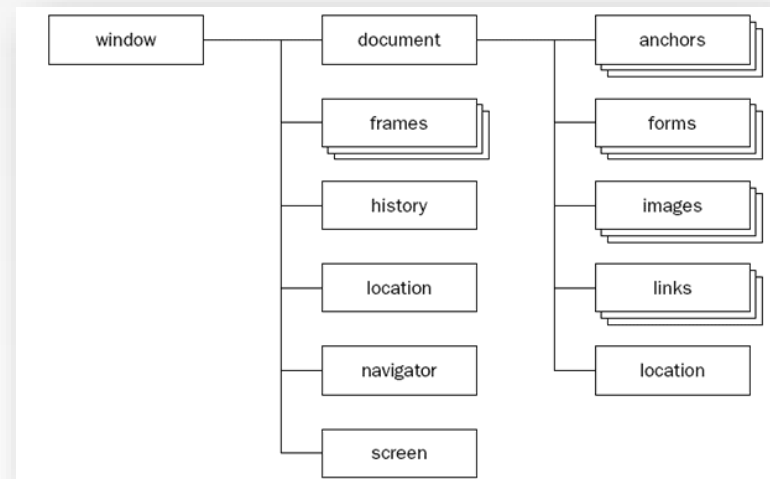 window
document
anchors
frames
forms
history
images
location
links
navigator
location
screen